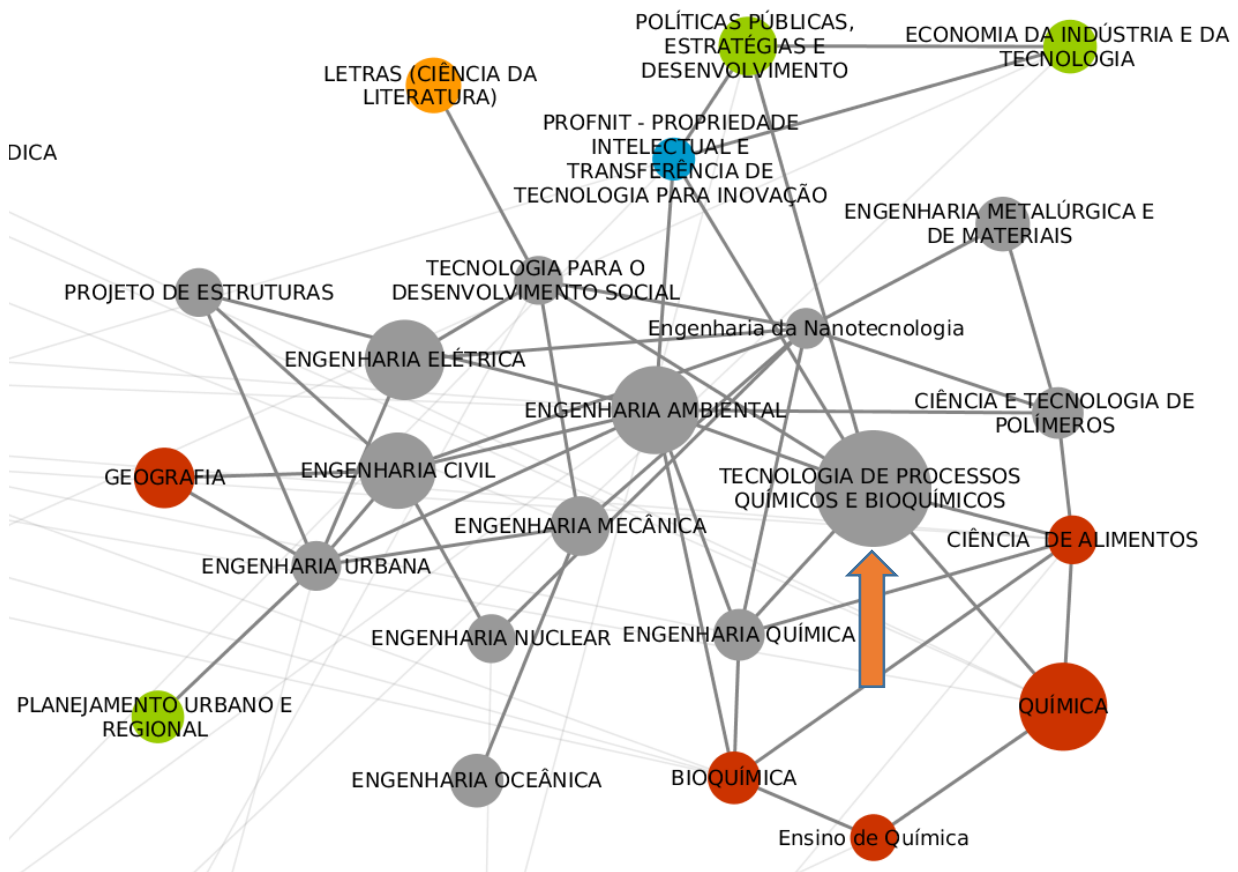 POLÍTICAS PÚBLICAS,
ESTRATÉGIAS E
DESENVOLVIMENTO
ECONOMIA DA INDÚSTRIA E DA
TECNOLOGIA
LETRAS (CIÊNCIA DA
LITERATURA)
PROFNIT - PROPRIEDADE
INTELECTUAL E
TRANSFERÊNCIA DE
TECNOLOGIA PARA INOVAÇÃO
DICA
ENGENHARIA METALÚRGICA E
DE MATERIAIS
TECNOLOGIA PARA O
DESENVOLVIMENTO SOCIAL
PROJETO DE ESTRUTURAS
Engenharia da Nanotecnologia
ENGENHARIA ELÉTRICA
ENGENHARIA AMBIENTAL
CIÊNCIA E TECNOLOGIA DE
POLÍMEROS
GEOGRAFIA
ENGENHARIA CIVIL
TECNOLOGIA DE PROCESSOS
QUÍMICOS E BIOQUÍMICOS
ENGENHARIA MECÂNICA
CIÊNCIA  DE ALIMENTOS
ENGENHARIA URBANA
ENGENHARIA NUCLEAR
ENGENHARIA QUÍMICA
PLANEJAMENTO URBANO E
REGIONAL
QUÍMICA
ENGENHARIA OCEÂNICA
BIOQUÍMICA
Ensino de Química